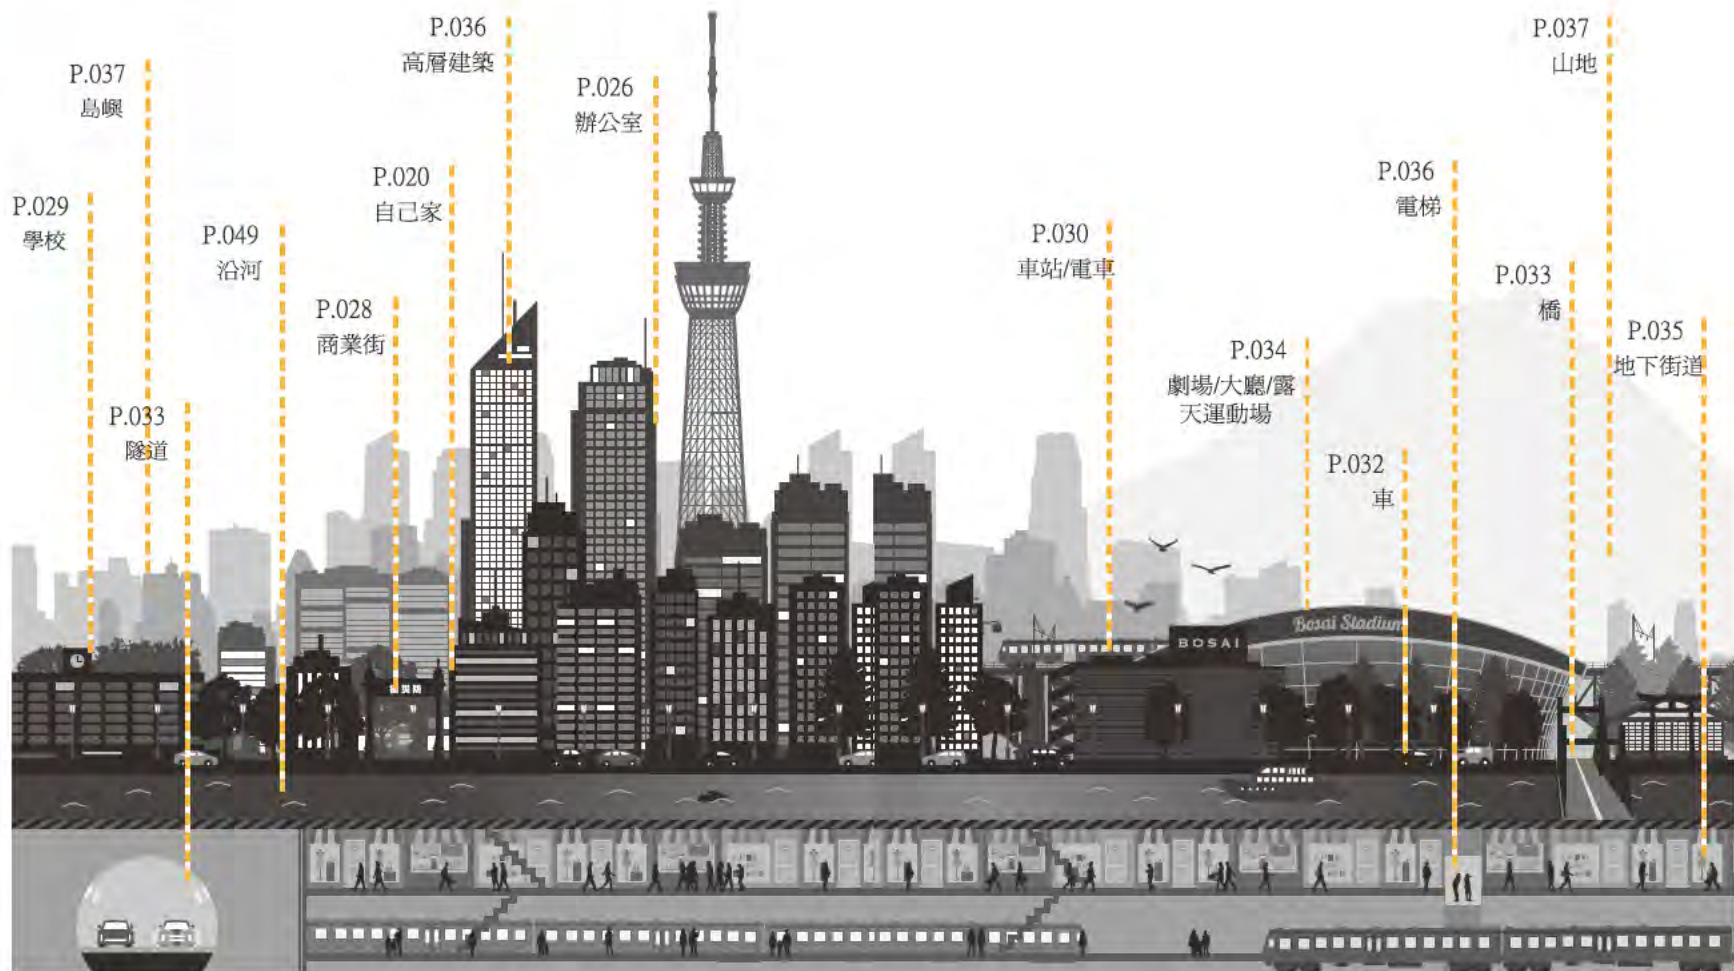 P.037
島嶼
P.029
學校
P.033
隧道
P.049
沿河
P.028
商業街
P.020
自己家
P.036
高層建築
P.026
辦公室
P.030
車站/電車
P.034
劇場/大廳/露
天運動場
P.032
車
P.036
電梯
P.033
橋
P.037
山地
P.035
地下街道
Bosai Stadium
BOSAI